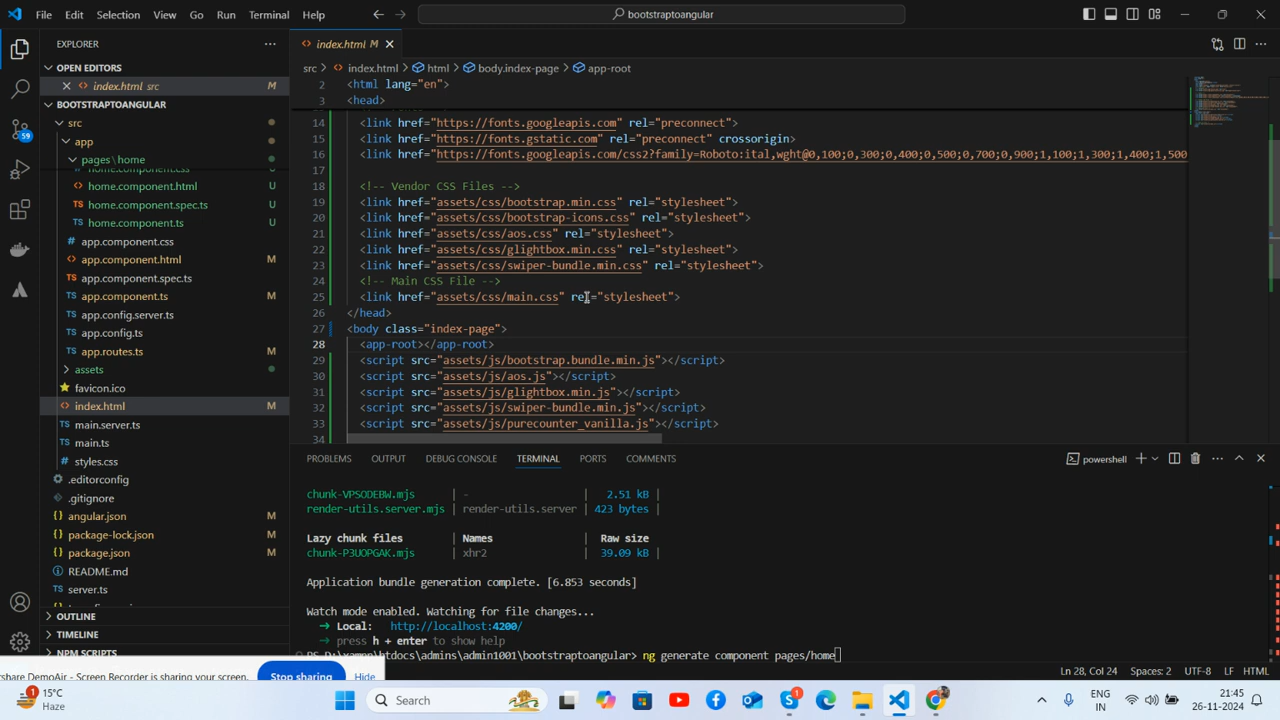 File Edit Selection View Go Run Terminal Help
bootstraptoangular
EXPLORER
OPEN EDITORS
index.html src M
BOOTSTRAPTOANGULAR
src
app
pages\home
home.component.css
home.component.html U
home.component.spec.ts U
home.component.ts U
app.component.css
app.component.html M
app.component.spec.ts M
app.component.ts M
app.config.server.ts
app.config.ts
app.routes.ts M
assets
favicon.ico
index.html M
main.server.ts
main.ts
styles.css
.editorconfig
.gitignore
angular.json M
package-lock.json M
package.json M
README.md
server.ts
OUTLINE
TIMELINE
NPM SCRIPTS
59
index.html M
src > index.html > html > body.index-page > app-root
2 <html lang="en">
3 <head>
14 <link href="https://fonts.googleapis.com" rel="preconnect">
15 <link href="https://fonts.gstatic.com" rel="preconnect" crossorigin>
16 <link href="https://fonts.googleapis.com/css2?family=Roboto:ital,wght@0,100;0,300;0,400;0,500;0,700;0,900;1,100;1,300;1,400;1,500
17
18 <!-- Vendor CSS Files -->
19 <link href="assets/css/bootstrap.min.css" rel="stylesheet">
20 <link href="assets/css/bootstrap-icons.css" rel="stylesheet">
21 <link href="assets/css/aos.css" rel="stylesheet">
22 <link href="assets/css/glightbox.min.css" rel="stylesheet">
23 <link href="assets/css/swiper-bundle.min.css" rel="stylesheet">
24 <!-- Main CSS File -->
25 <link href="assets/css/main.css" rel="stylesheet">
26 </head>
27 <body class="index-page">
28 <app-root></app-root>
29 <script src="assets/js/bootstrap.bundle.min.js"></script>
30 <script src="assets/js/aos.js"></script>
31 <script src="assets/js/glightbox.min.js"></script>
32 <script src="assets/js/swiper-bundle.min.js"></script>
33 <script src="assets/js/purecounter_vanilla.js"></script>
34
PROBLEMS OUTPUT DEBUG CONSOLE TERMINAL PORTS COMMENTS
powershell
chunk-VPSODEBW.mjs | - | 2.51 kB |
render-utils.server.mjs | render-utils.server | 423 bytes |
Lazy chunk files | Names | Raw size
chunk-P3UOPGAK.mjs | xhr2 | 39.09 kB |
Application bundle generation complete. [6.853 seconds]
Watch mode enabled. Watching for file changes...
➜ Local: http://localhost:4200/
➜ press h + enter to show help
PS D:\xampp\htdocs\admins\admin1001\bootstraptoangular> ng generate component pages/home
share DemoAir - Screen Recorder is sharing your screen.
Stop sharing
Hide
Ln 28, Col 24 Spaces: 2 UTF-8 LF HTML
1
15°C
Haze
Search
1
ENG
IN
21:45
26-11-2024